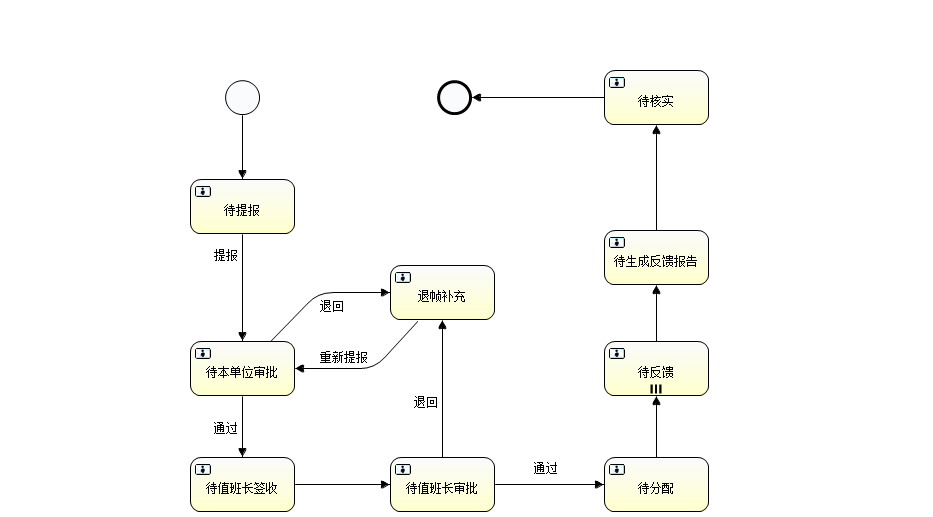 待核实
待提报
提报
待生成反馈报告
退回
退帧补充
重新提报
待本单位审批
待反馈
退回
通过
通过
待值班长签收
待值班长审批
待分配